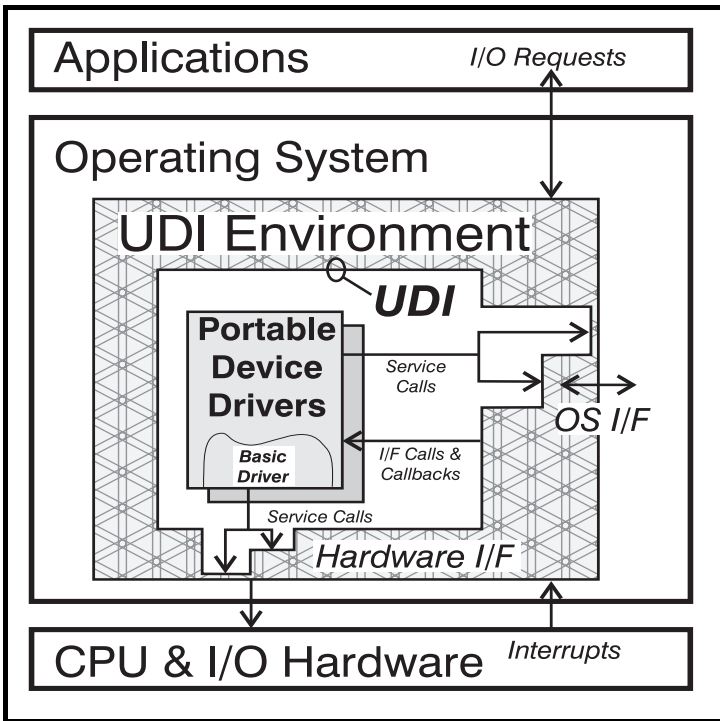 Applications
I/O Requests
Operating System
UDI Environment
UDI
Portable
Device
Drivers
Service
Calls
OS I/F
Basic
Driver
I/F Calls &
Callbacks
Service Calls
Hardware I/F
CPU & I/O Hardware
Interrupts